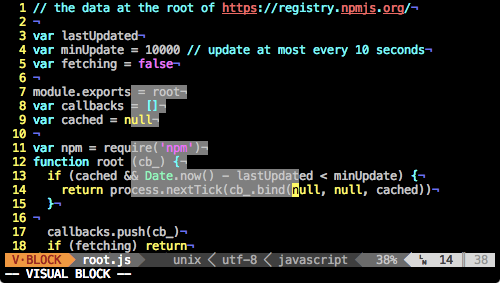 1 // the data at the root of https://registry.npmjs.org/¬
2 ¬
3 var lastUpdated¬
4 var minUpdate = 10000 // update at most every 10 seconds¬
5 var fetching = false¬
6 ¬
7 module.exports = root¬
8 var callbacks = []¬
9 var cached = null¬
10 ¬
11 var npm = require('npm')¬
12 function root (cb_) {¬
13   if (cached && Date.now() - lastUpdated < minUpdate) {¬
14     return process.nextTick(cb_.bind(null, null, cached))¬
15   }¬
16 ¬
17   callbacks.push(cb_)¬
18   if (fetching) return¬
V·BLOCK root.js unix utf-8 javascript 38% LN 14 38
-- VISUAL BLOCK --